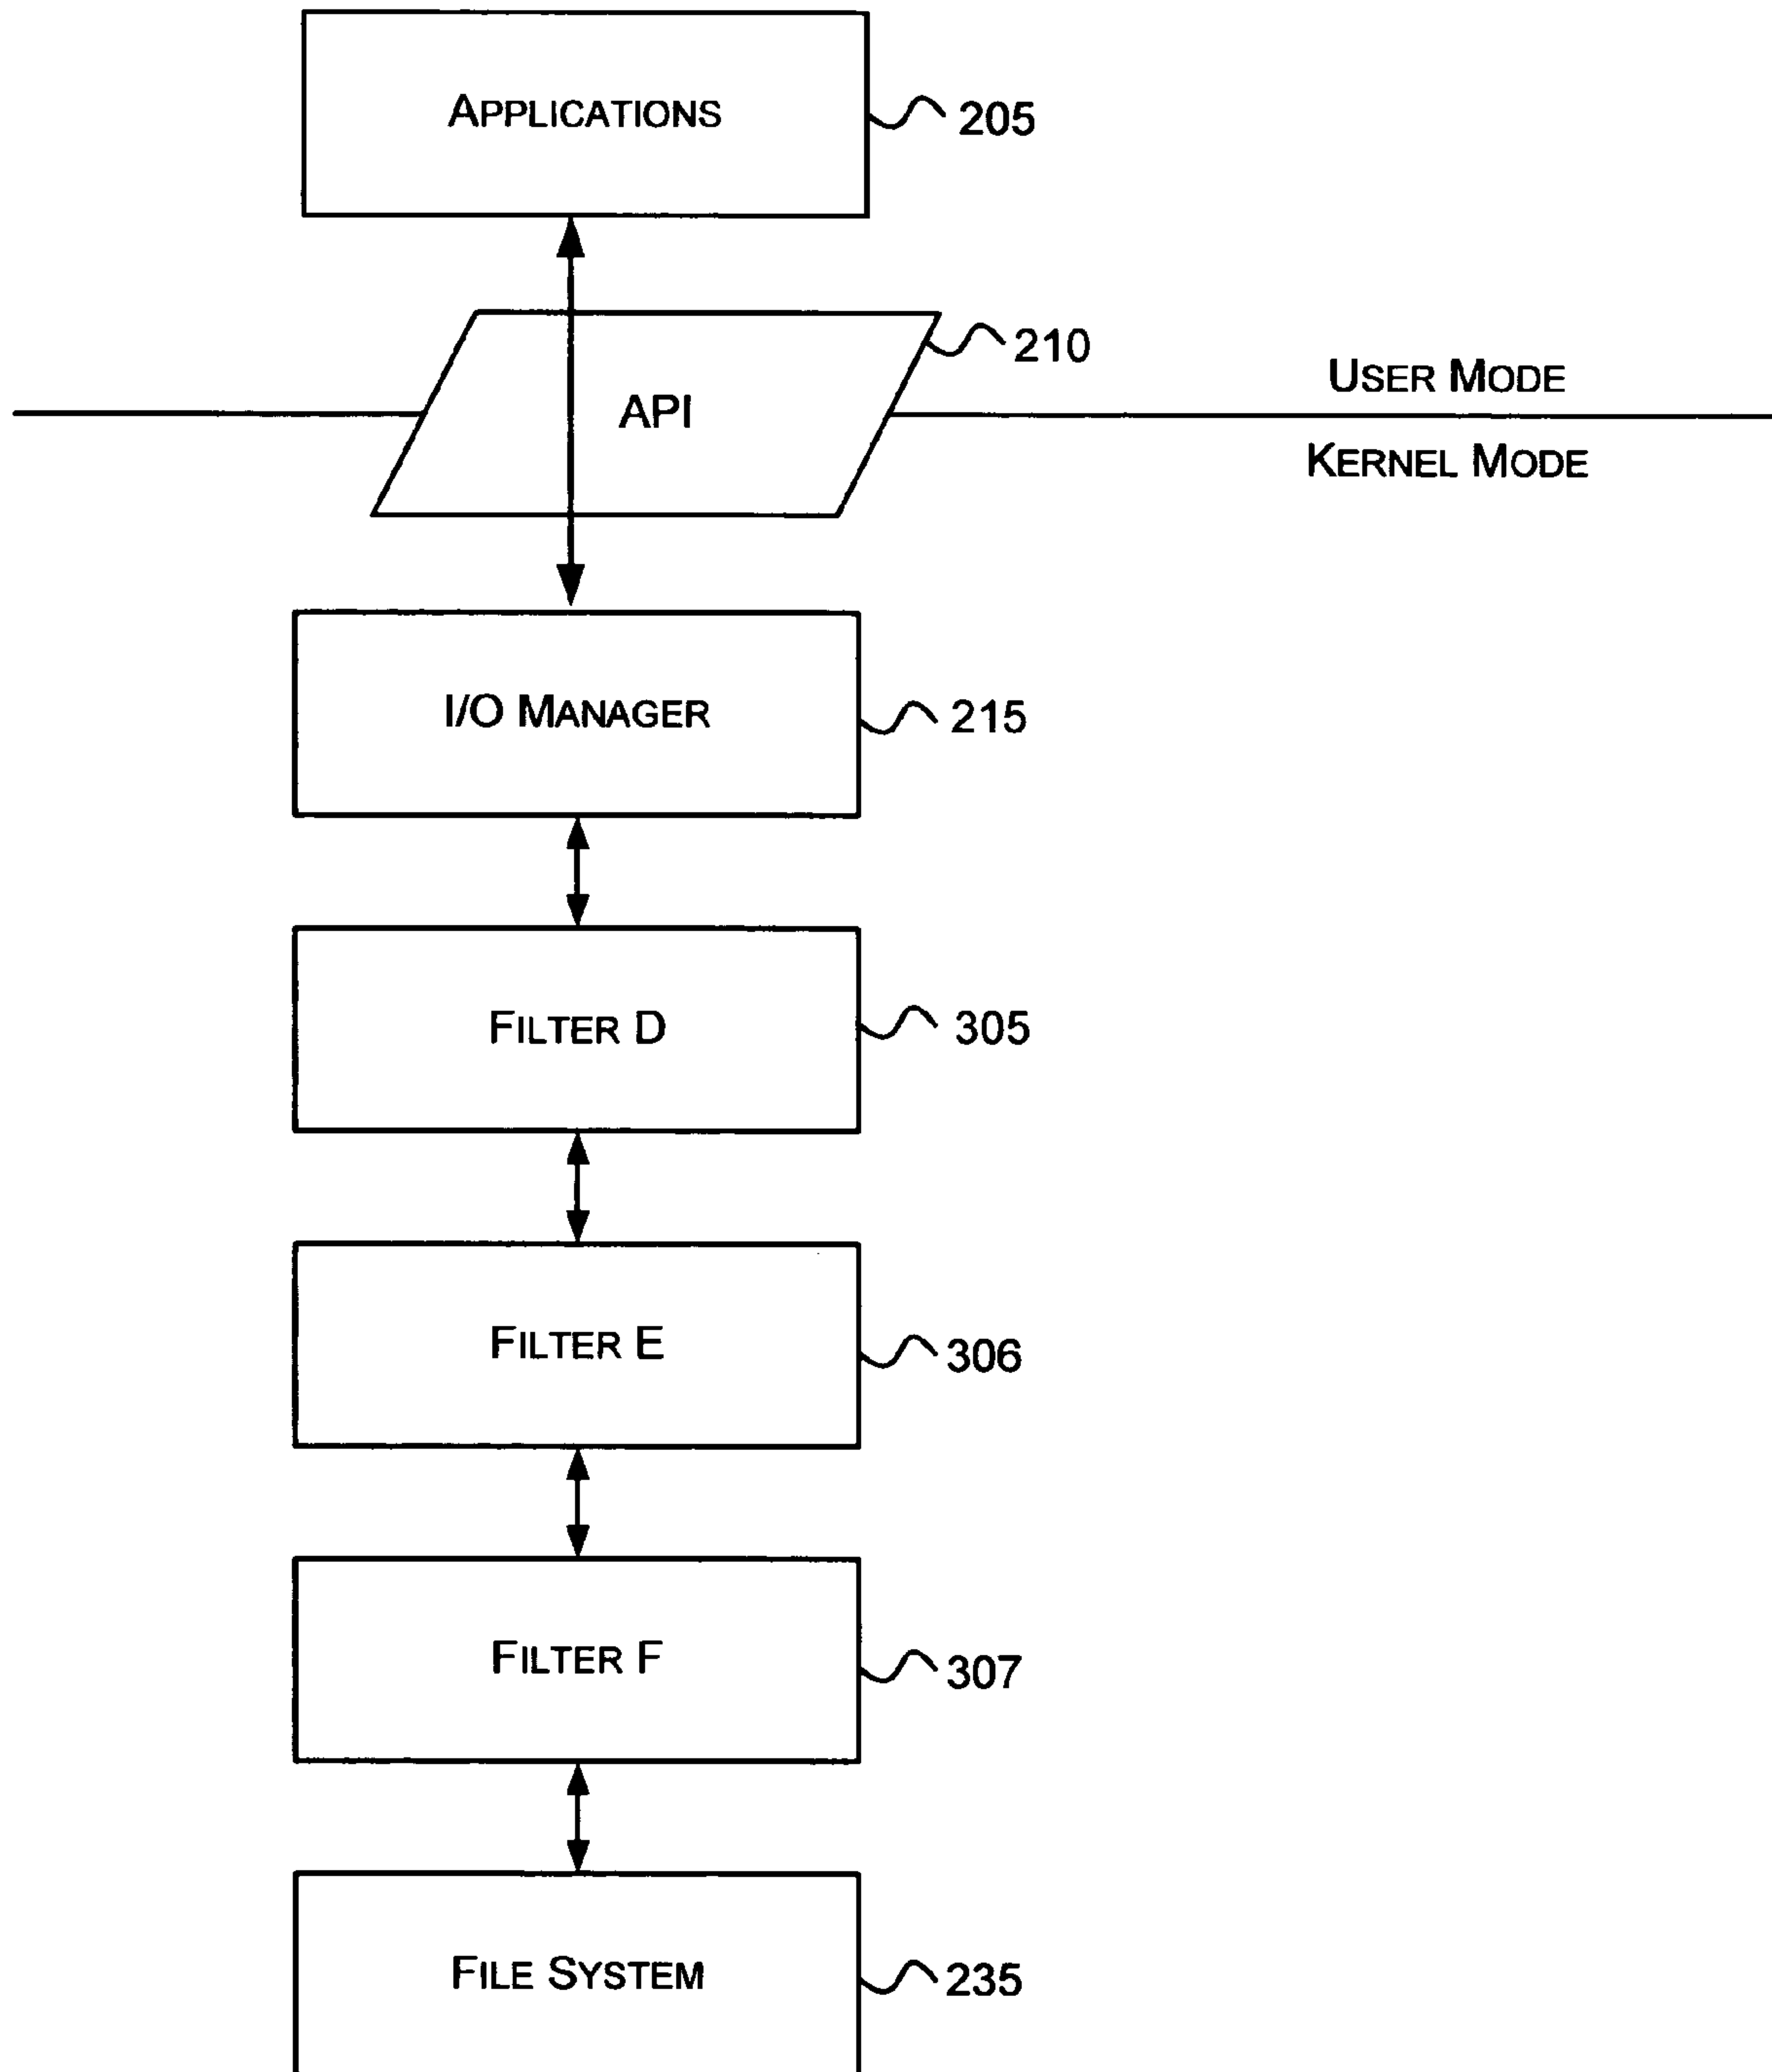 APPLICATIONS
205
210
API
USER MODE
KERNEL MODE
I/O MANAGER
215
FILTER D
305
FILTER E
306
FILTER F
307
FILE SYSTEM
235